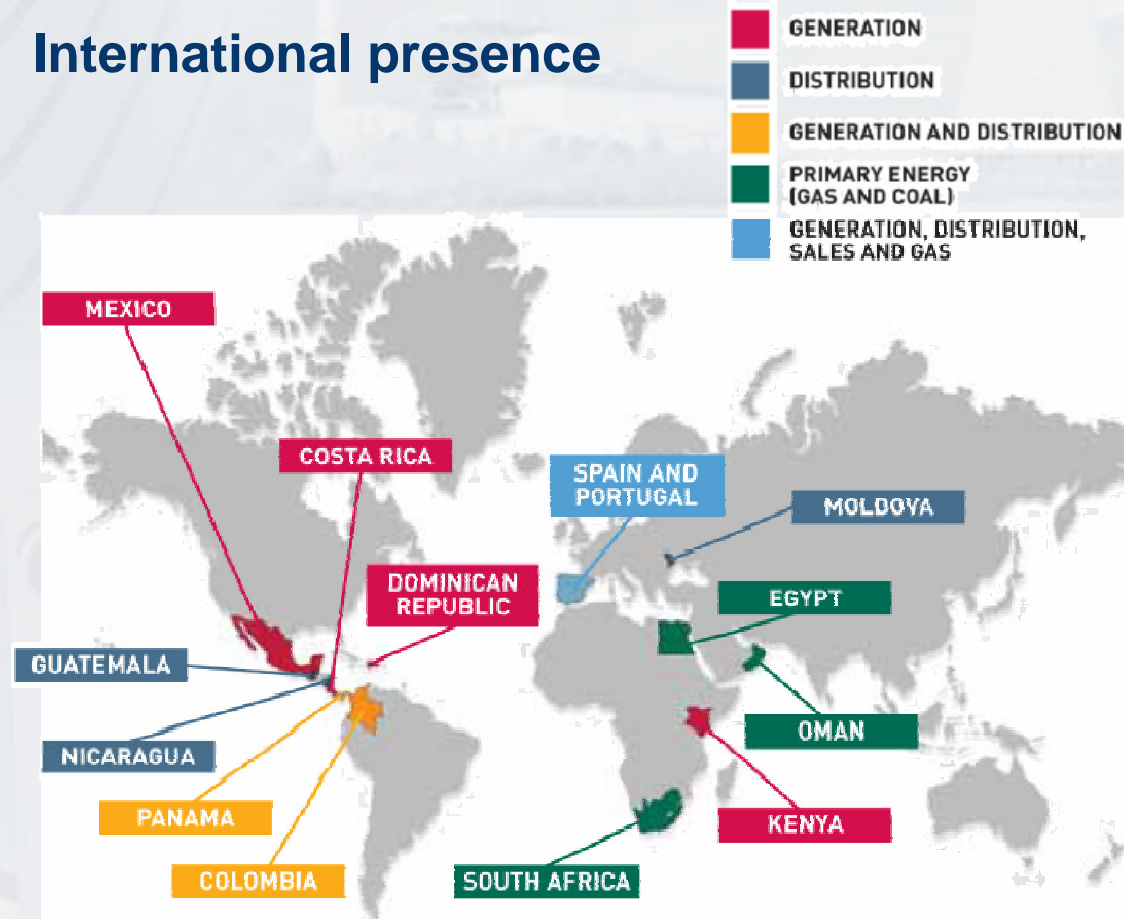 International presence
GENERATION
DISTRIBUTION
GENERATION AND DISTRIBUTION
PRIMARY ENERGY
(GAS AND COAL)
GENERATION, DISTRIBUTION,
SALES AND GAS
MEXICO
COSTA RICA
SPAIN AND
PORTUGAL
MOLDOVA
DOMINICAN
REPUBLIC
EGYPT
GUATEMALA
OMAN
NICARAGUA
PANAMA
KENYA
COLOMBIA
SOUTH AFRICA